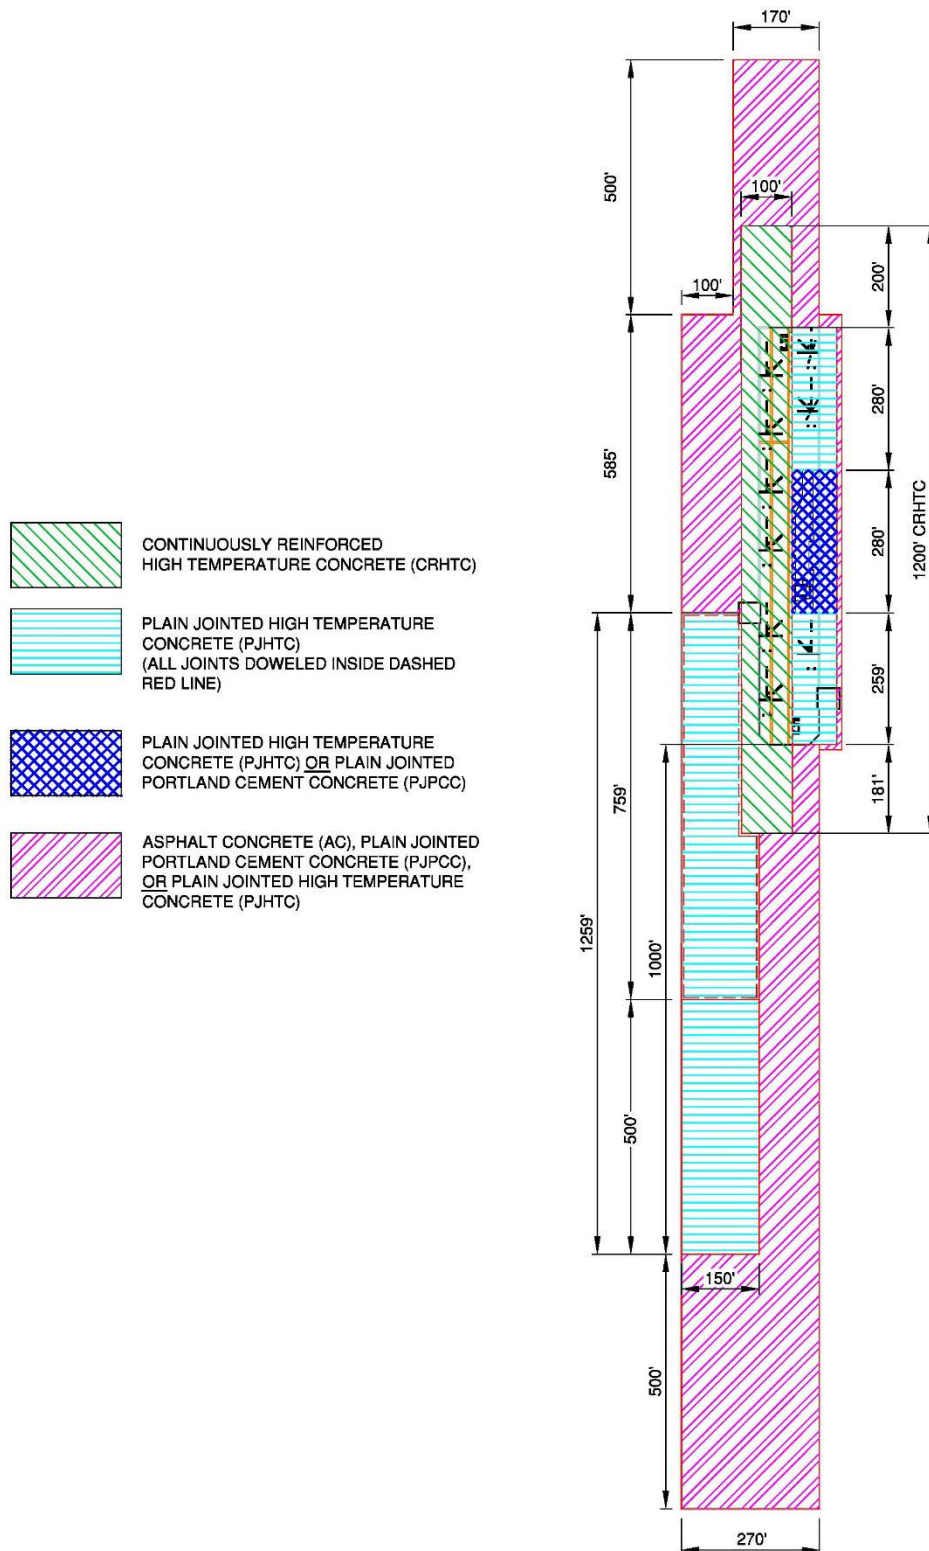 170'
500'
100'
200'
100'
280'
585'
1200' CRHTC
280'
CONTINUOUSLY REINFORCED
HIGH TEMPERATURE CONCRETE (CRHTC)
PLAIN JOINTED HIGH TEMPERATURE
CONCRETE (PJHTC)
(ALL JOINTS DOWELED INSIDE DASHED
RED LINE)
259'
PLAIN JOINTED HIGH TEMPERATURE
CONCRETE (PJHTC) OR PLAIN JOINTED
PORTLAND CEMENT CONCRETE (PJPCC)
181'
759'
ASPHALT CONCRETE (AC), PLAIN JOINTED
PORTLAND CEMENT CONCRETE (PJPCC),
OR PLAIN JOINTED HIGH TEMPERATURE
CONCRETE (PJHTC)
1259'
1000'
500'
150'
500'
270'